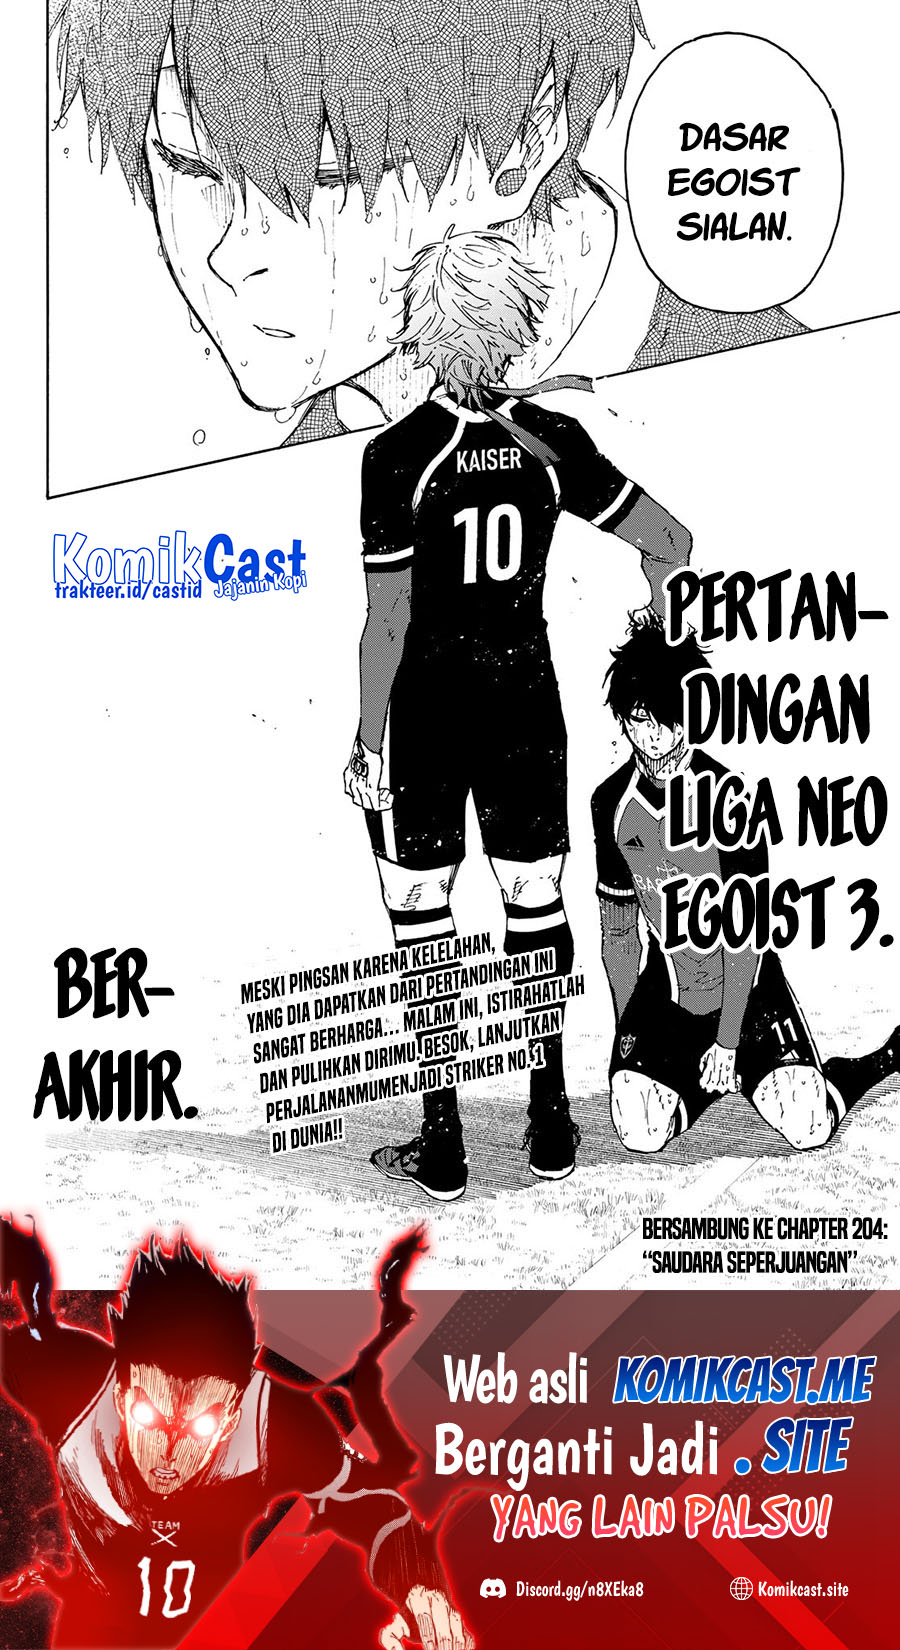 DASAR
EGOIST
SIALAN.
KAISER
10
KomikCast
trakteer.id/castid Jajanin Kopi
PERTAN-
DINGAN
LIGA NEO
EGOIST 3.
11
BER-
AKHIR.
MESKI PINGSAN KARENA KELELAHAN,
YANG DIA DAPATKAN DARI PERTANDINGAN INI
SANGAT BERHARGA... MALAM INI, ISTIRAHATLAH
DAN PULIHKAN DIRIMU. BESOK, LANJUTKAN
PERJALANANMUMENJADI STRIKER NO. 1
DI DUNIA!!
BERSAMBUNG KE CHAPTER 204:
“SAUDARA SEPERJUANGAN”
Web asli KOMIKCAST.ME
Berganti Jadi . SITE
YANG LAIN PALSU!
TEAM
X
10
Discord.gg/n8XEka8
Komikcast.site